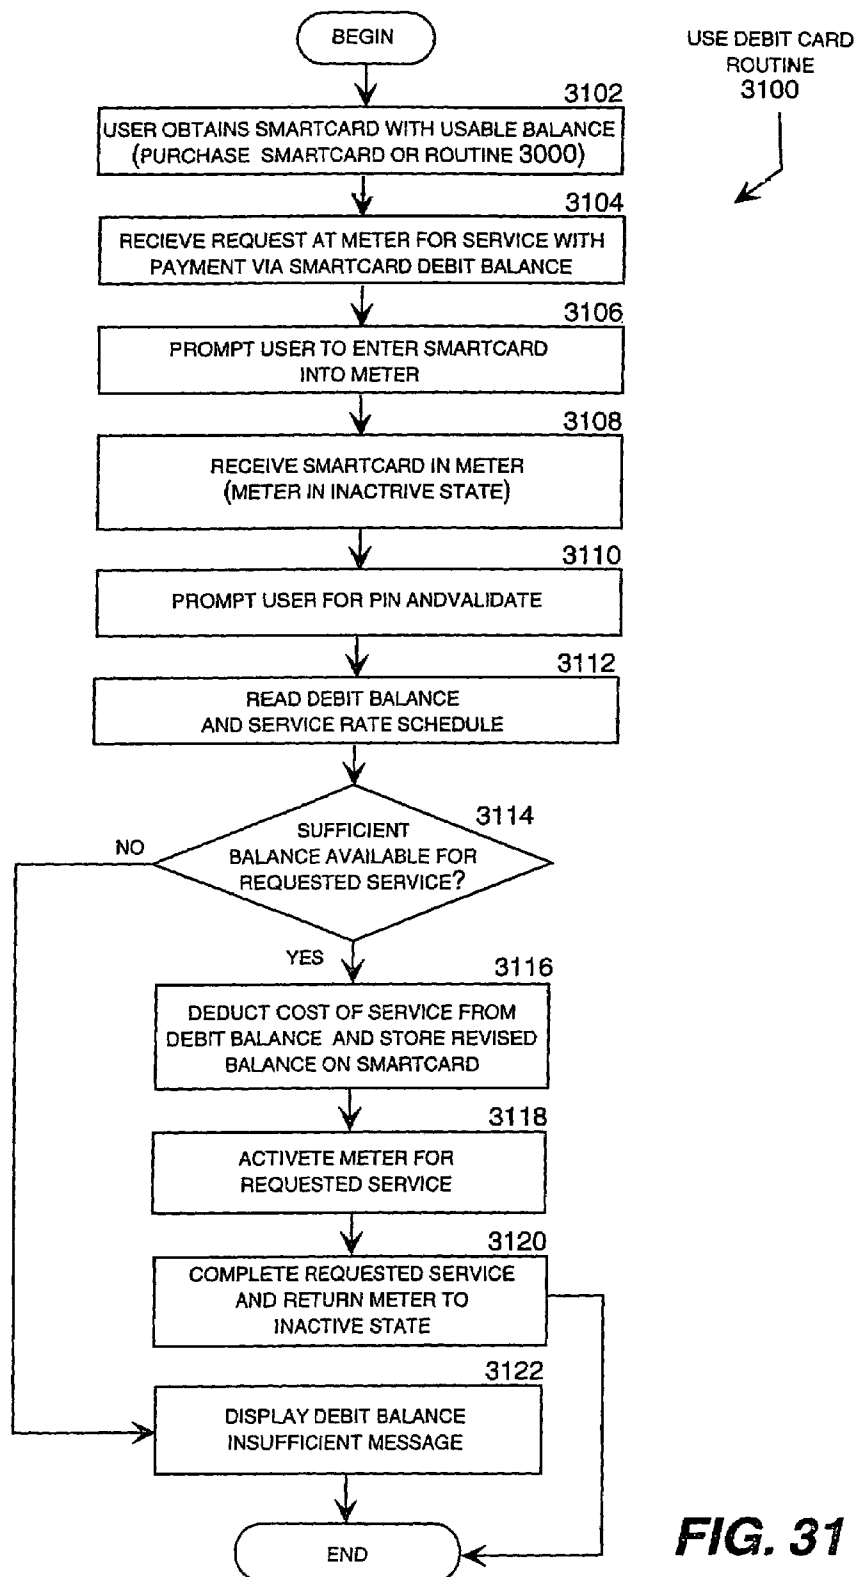 BEGIN
USE DEBIT CARD
ROUTINE
3100
3102
USER OBTAINS SMARTCARD WITH USABLE BALANCE
(PURCHASE SMARTCARD OR ROUTINE 3000)
3104
RECIEVE REQUEST AT METER FOR SERVICE WITH
PAYMENT VIA SMARTCARD DEBIT BALANCE
3106
PROMPT USER TO ENTER SMARTCARD
INTO METER
3108
RECEIVE SMARTCARD IN METER
(METER IN INACTRIVE STATE)
3110
PROMPT USER FOR PIN ANDVALIDATE
3112
READ DEBIT BALANCE
AND SERVICE RATE SCHEDULE
3114
SUFFICIENT
BALANCE AVAILABLE FOR
REQUESTED SERVICE?
NO
YES
3116
DEDUCT COST OF SERVICE FROM
DEBIT BALANCE AND STORE REVISED
BALANCE ON SMARTCARD
3118
ACTIVETE METER FOR
REQUESTED SERVICE
3120
COMPLETE REQUESTED SERVICE
AND RETURN METER TO
INACTIVE STATE
3122
DISPLAY DEBIT BALANCE
INSUFFICIENT MESSAGE
END
FIG. 31